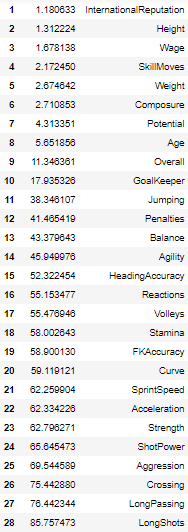 1 1.180633 InternationalReputation
2 1.312224 Height
3 1.678138 Wage
4 2.172450 SkillMoves
5 2.674642 Weight
6 2.710853 Composure
7 4.313351 Potential
8 5.651856 Age
9 11.346361 Overall
10 17.935326 GoalKeeper
11 38.346107 Jumping
12 41.465419 Penalties
13 43.379643 Balance
14 45.949976 Agility
15 52.322454 HeadingAccuracy
16 55.153477 Reactions
17 55.476946 Volleys
18 58.002643 Stamina
19 58.900130 FKAccuracy
20 59.119121 Curve
21 62.259904 SprintSpeed
22 62.334226 Acceleration
23 62.796271 Strength
24 65.645473 ShotPower
25 69.544589 Aggression
26 75.442880 Crossing
27 76.442344 LongPassing
28 85.757473 LongShots